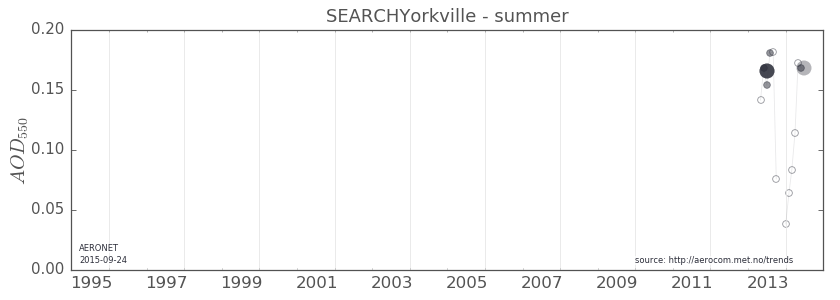 SEARCHYorkville - summer
0.20
0.15
0.10
0.05
0.00
AOD550
AERONET
2015-09-24
source: http://aerocom.met.no/trends
1995 1997 1999 2001 2003 2005 2007 2009 2011 2013